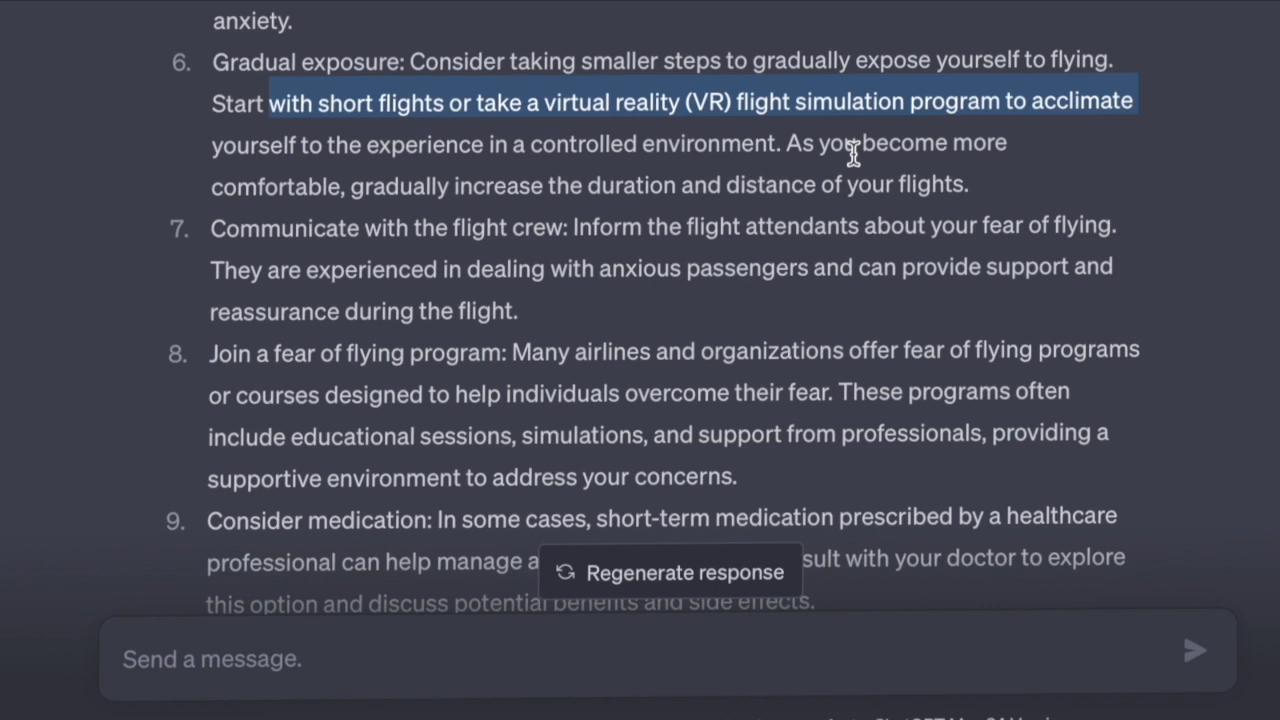 anxiety.
6. Gradual exposure: Consider taking smaller steps to gradually expose yourself to flying.
Start with short flights or take a virtual reality (VR) flight simulation program to acclimate
yourself to the experience in a controlled environment. As you become more
comfortable, gradually increase the duration and distance of your flights.
7. Communicate with the flight crew: Inform the flight attendants about your fear of flying.
They are experienced in dealing with anxious passengers and can provide support and
reassurance during the flight.
8. Join a fear of flying program: Many airlines and organizations offer fear of flying programs
or courses designed to help individuals overcome their fear. These programs often
include educational sessions, simulations, and support from professionals, providing a
supportive environment to address your concerns.
9. Consider medication: In some cases, short-term medication prescribed by a healthcare
professional can help manage a sult with your doctor to explore
Regenerate response
this option and discuss potential benefits and side effects.
Send a message.